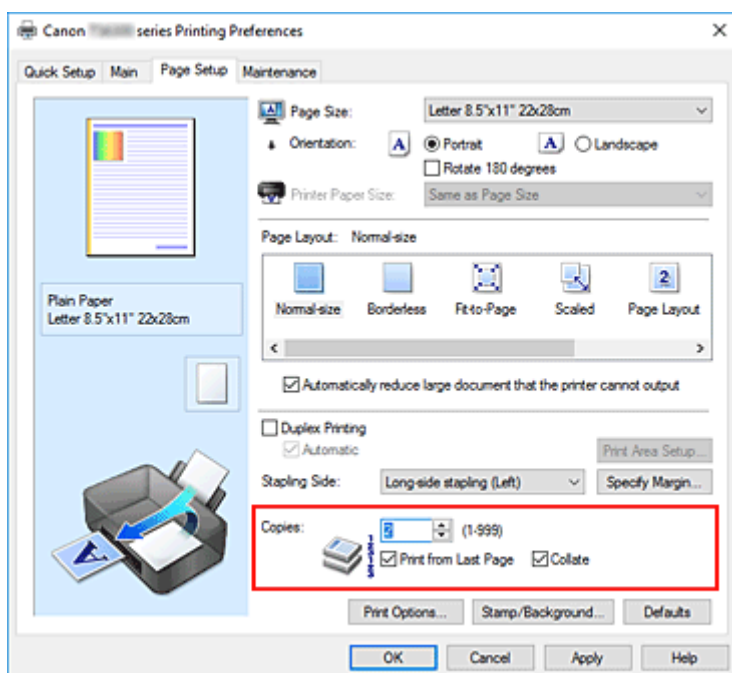 Canon series Printing Preferences
Quick Setup Main Page Setup Maintenance
Page Size: Letter 8.5"x11" 22x28cm
Orientation: A Portrait A Landscape
Rotate 180 degrees
Printer Paper Size: Same as Page Size
Page Layout: Normal-size
2
Normal-size Borderless Fit-to-Page Scaled Page Layout
Plain Paper
Letter 8.5"x11" 22x28cm
Automatically reduce large document that the printer cannot output
Duplex Printing
Automatic
Print Area Setup...
Stapling Side: Long-side stapling (Left) Specify Margin...
Copies: 2 (1-999)
Print from Last Page Collate
A
Print Options... Stamp/Background... Defaults
OK Cancel Apply Help